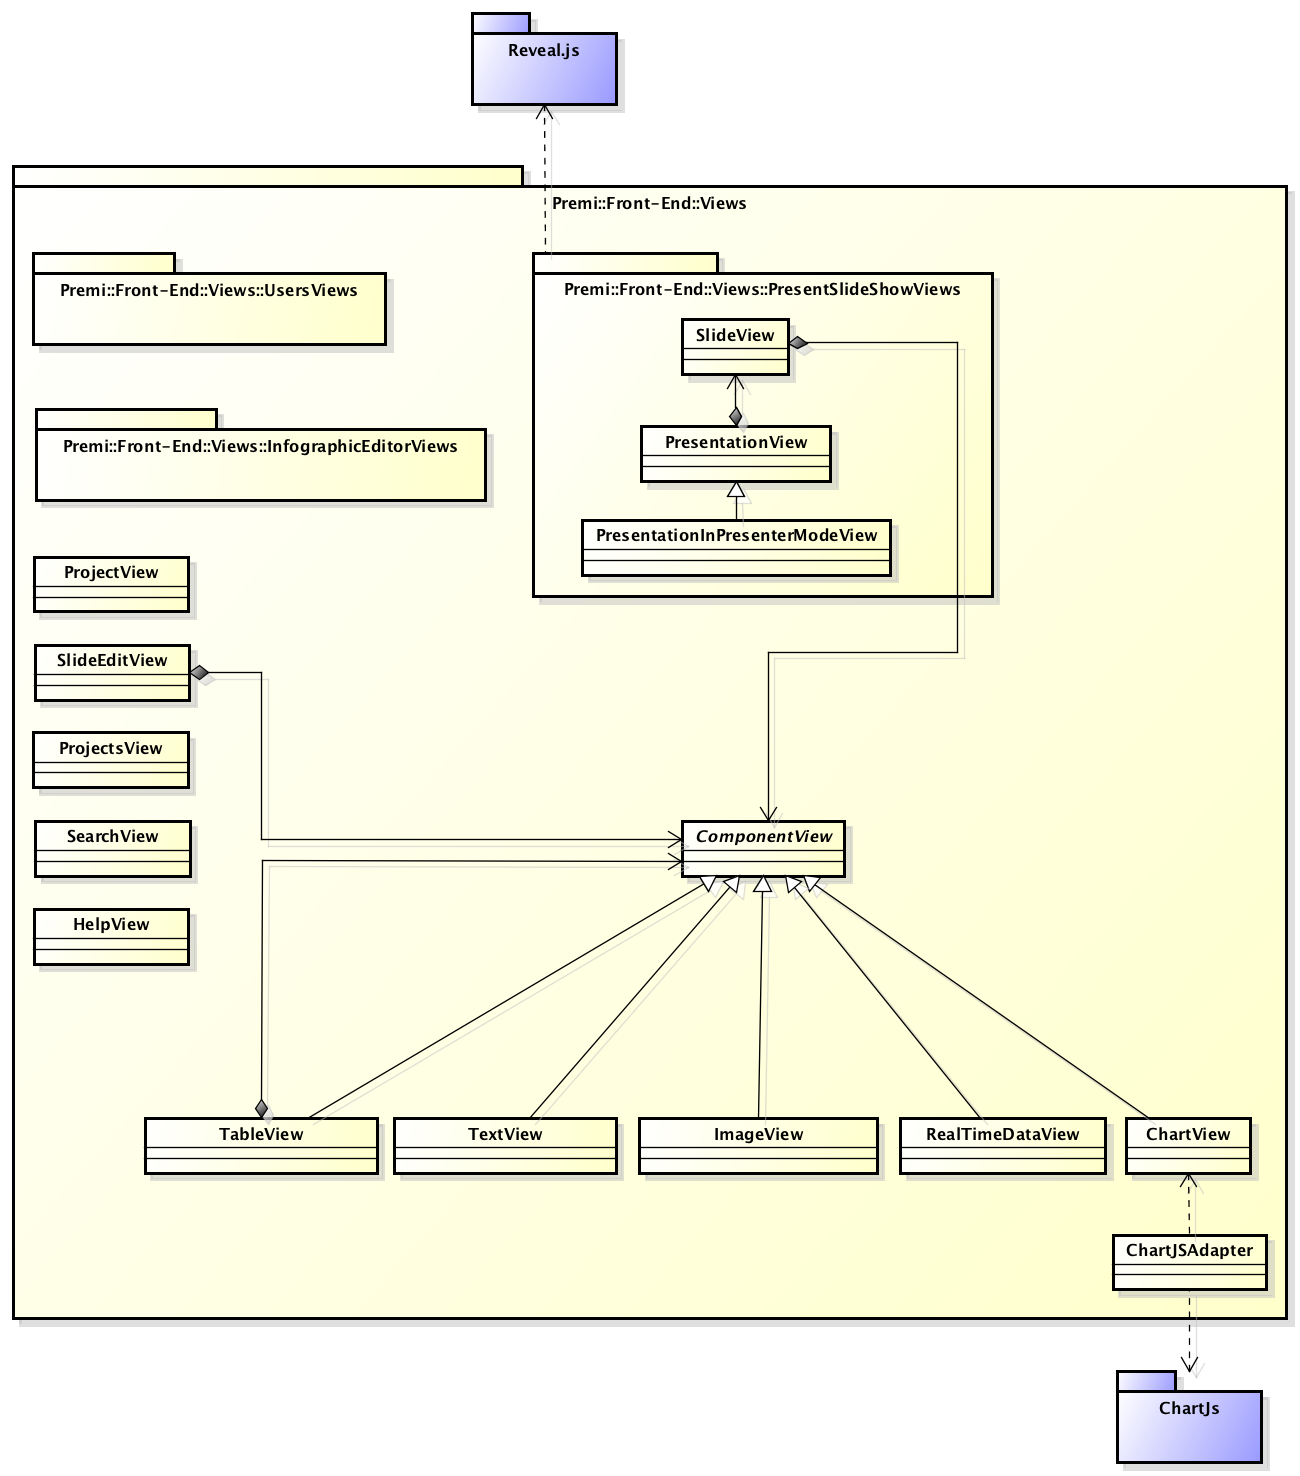 Reveal.js
Premi::Front-End::Views
Premi::Front-End::Views::UsersViews
Premi::Front-End::Views::PresentSlideShowViews
SlideView
PresentationView
PresentationInPresenterModeView
Premi::Front-End::Views::InfographicEditorViews
ProjectView
SlideEditView
ProjectsView
SearchView
HelpView
ComponentView
TableView
TextView
ImageView
RealTimeDataView
ChartView
ChartJSAdapter
ChartJs